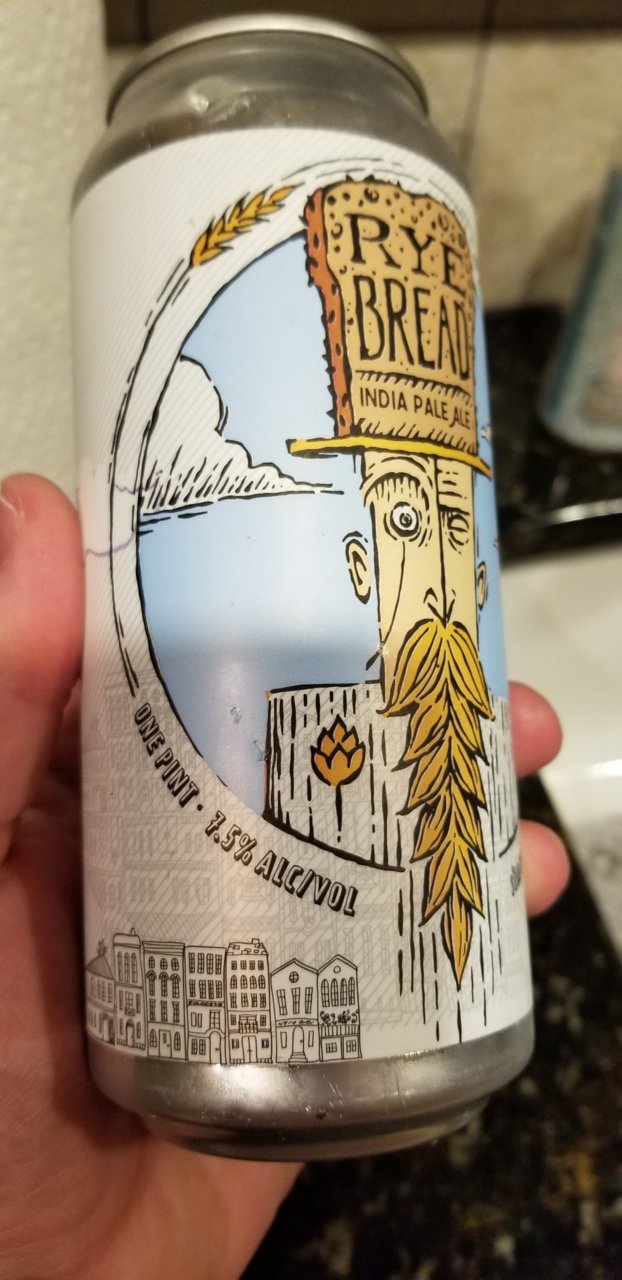 RYE
BREAD
INDIA PALE ALE
ONE PINT · 7.5% ALC/VOL